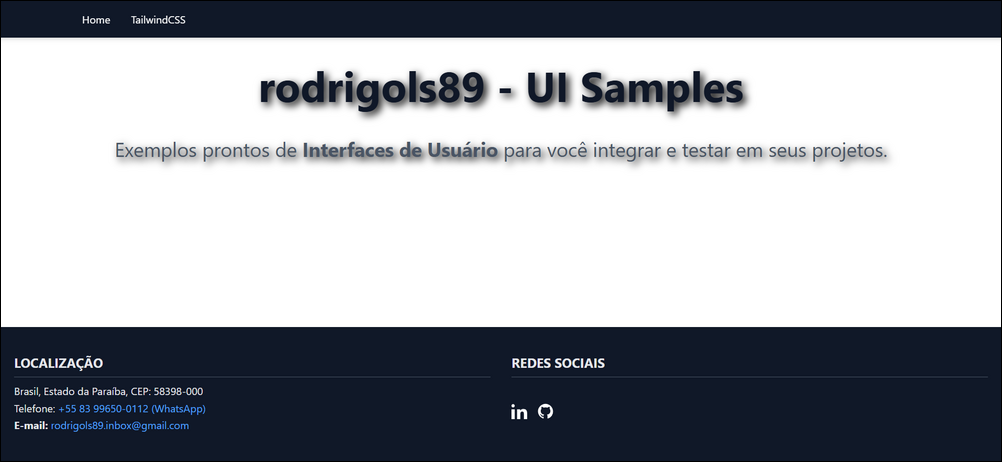 Home TailwindCSS
rodrigols89 - UI Samples
Exemplos prontos de Interfaces de Usuário para você integrar e testar em seus projetos.
LOCALIZAÇÃO
Brasil, Estado da Paraíba, CEP: 58398-000
Telefone: +55 83 99650-0112 (WhatsApp)
E-mail: rodrigols89.inbox@gmail.com
REDES SOCIAIS
in